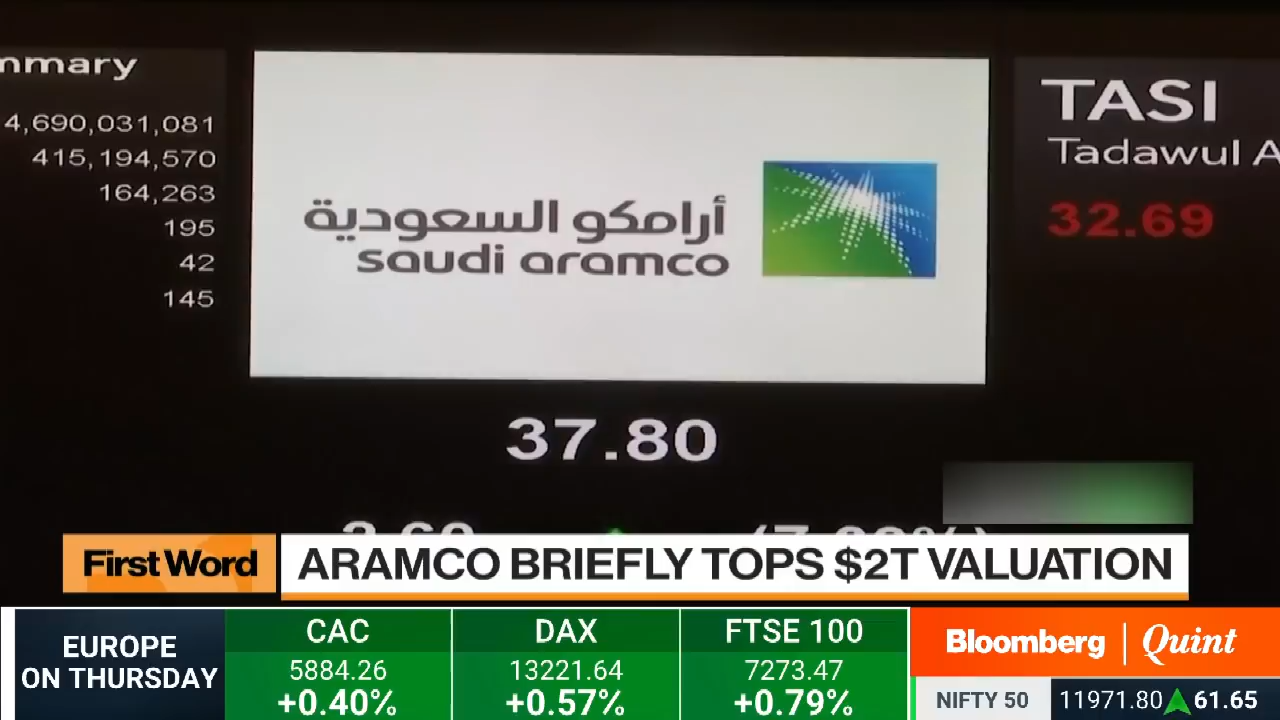 mmary
4,690,031,081
415,194,570
164,263
195
42
145
أرامكو السعودية
saudi aramco
TASI
Tadawul A
32.69
37.80
First Word
ARAMCO BRIEFLY TOPS $2T VALUATION
EUROPE
ON THURSDAY
CAC
5884.26
+0.40%
DAX
13221.64
+0.57%
FTSE 100
7273.47
+0.79%
Bloomberg | Quint
NIFTY 50
11971.80
61.65